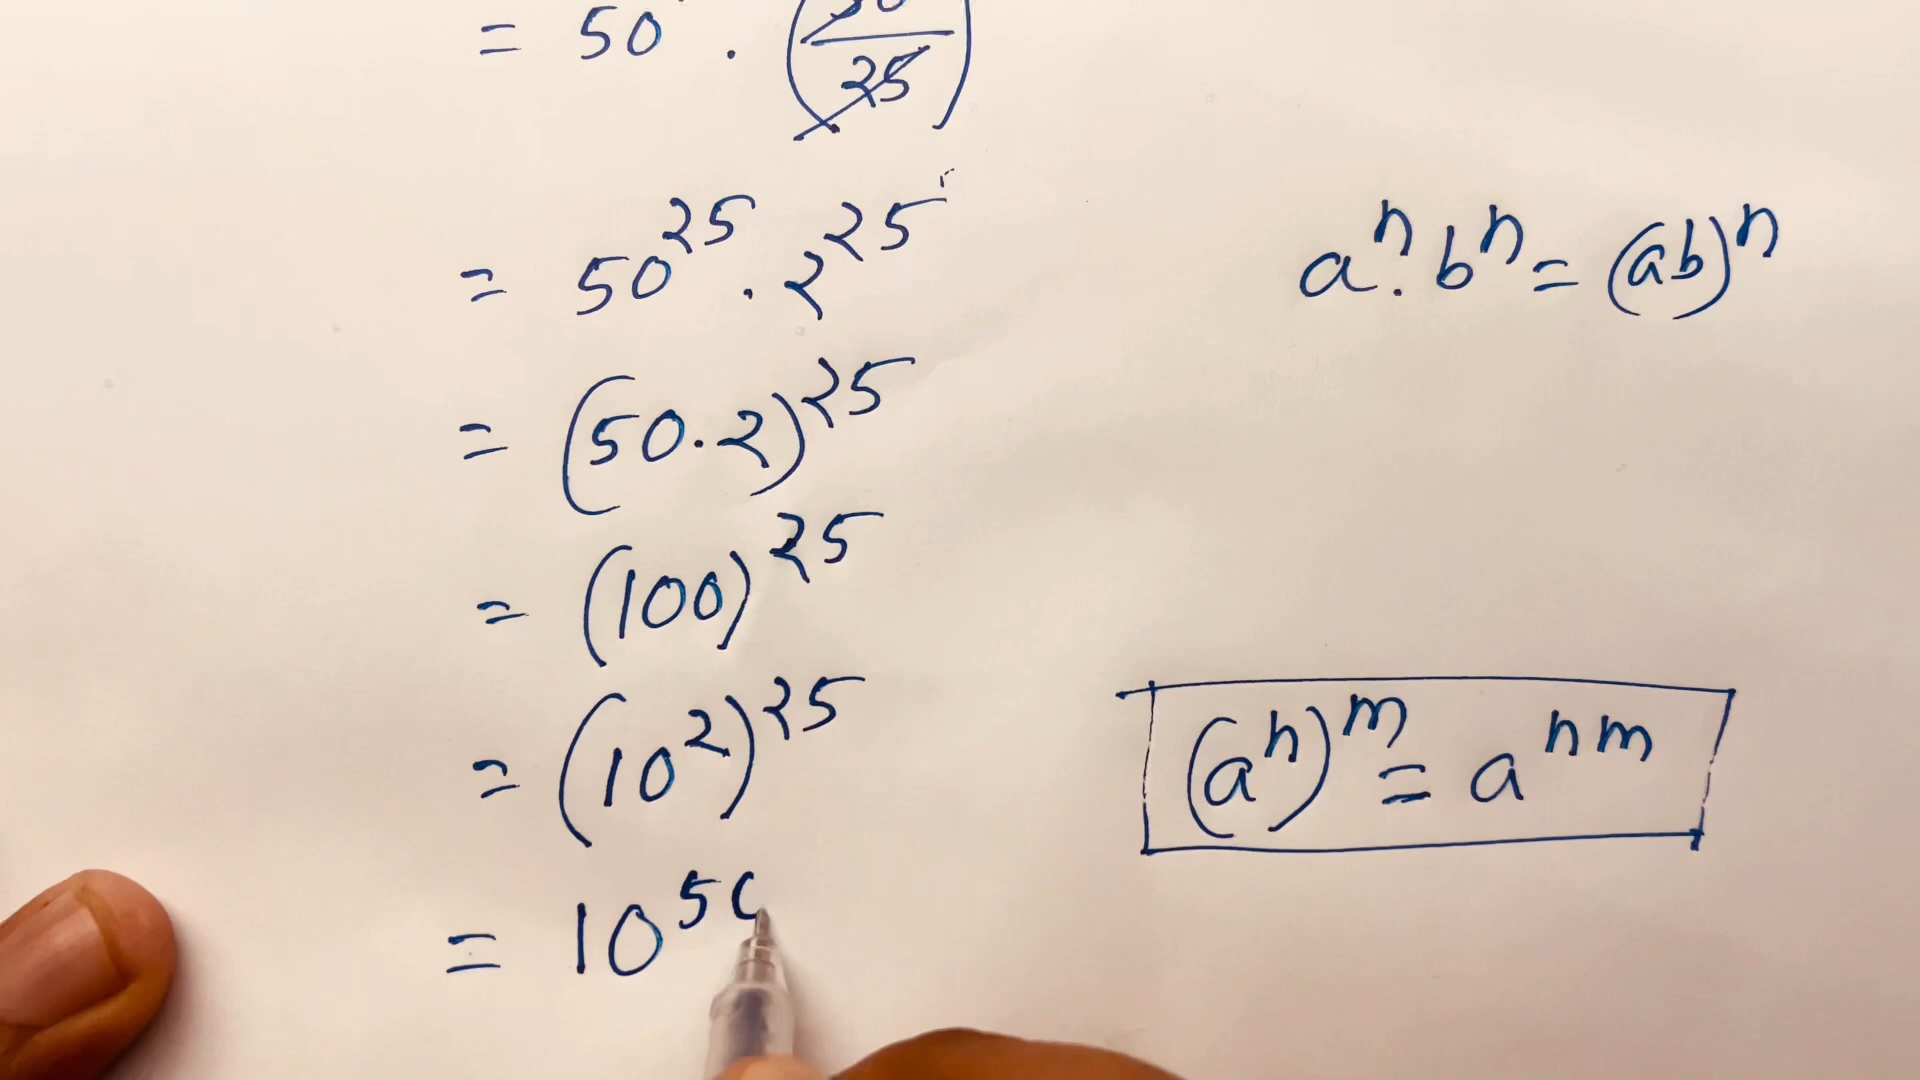 = 50 . (50/25)
= 50^25 . 2^25
a^n . b^n = (ab)^n
= (50.2)^25
= (100)^25
= (10^2)^25
(a^n)^m = a^nm
= 10^50